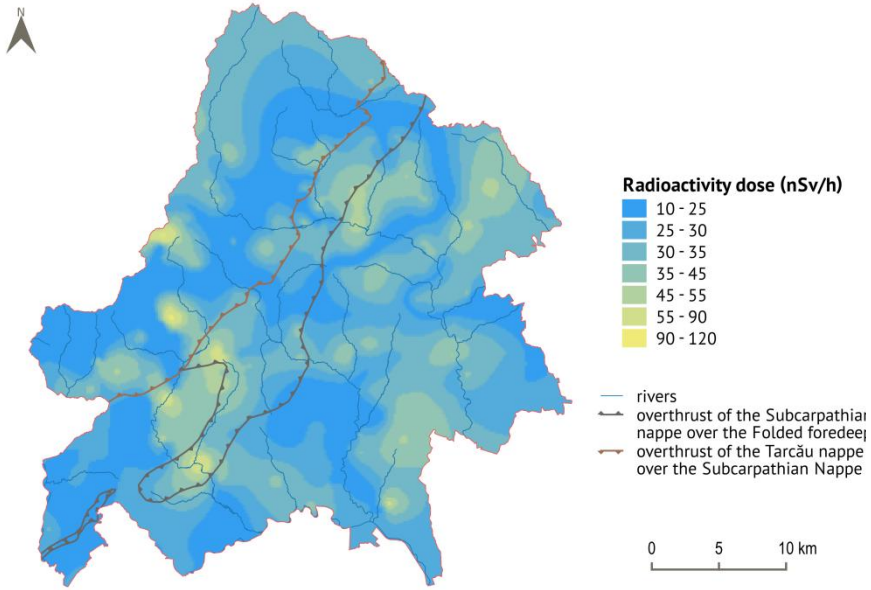 N
Radioactivity dose (nSv/h)
10 - 25
25 - 30
30 - 35
35 - 45
45 - 55
55 - 90
90 - 120
rivers
overthrust of the Subcarpathian
nappe over the Folded foredeep
overthrust of the Tarcău nappe
over the Subcarpathian Nappe
0 5 10 km